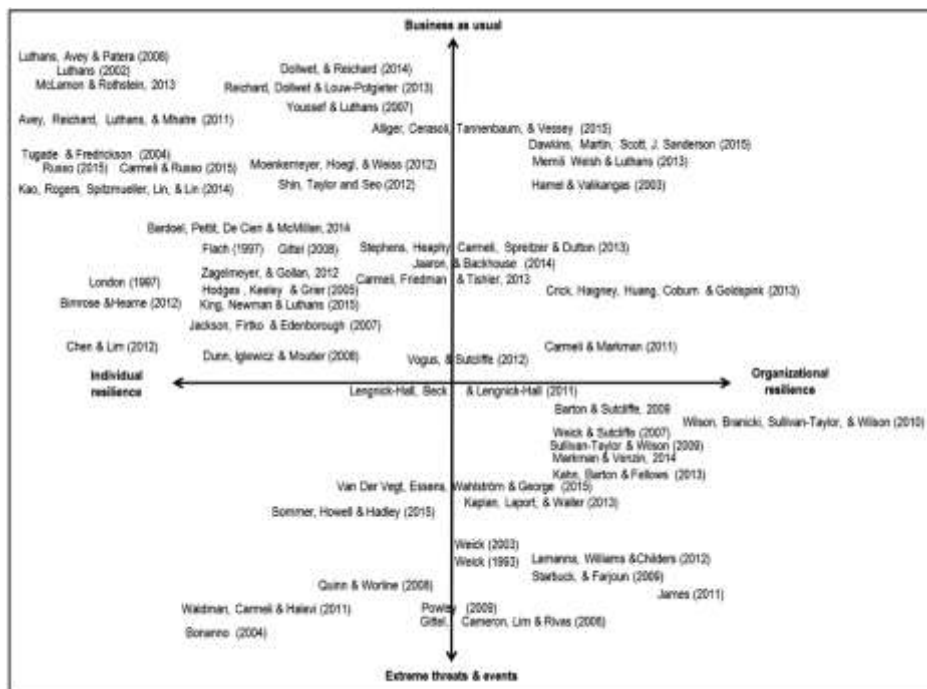 Business as usual
Luthans, Avey & Patera (2008)
Luthans (2002)
McLarnon & Rothstein, 2013
Dollwet, & Reichard (2014)
Reichard, Dollwet & Louw-Potgieter (2013)
Youssef & Luthans (2007)
Avey, Reichard, Luthans, & Mhatre (2011)
Alliger, Cerasoli, Tannenbaum, & Vessey (2015)
Dawkins, Martin, Scott, J. Sanderson (2015)
Tugade & Fredrickson (2004)
Merrill Welsh & Luthans (2013)
Russo (2015) Carmeli & Russo (2015)
Moenkemeyer, Hoegl, & Weiss (2012)
Kao, Rogers, Spitzmueller, Lin, & Lin (2014)
Shin, Taylor and Seo (2012)
Hamel & Valikangas (2003)
Bardoel, Pettit, De Cieri & McMillan, 2014
Flach (1997) Gittel (2008)
Stephens, Heaphy, Carmeli, Spreitzer & Dutton (2013)
Jaaron, & Backhouse (2014)
Zagelmeyer, & Gollan, 2012
Carmeli, Friedman & Tishler, 2013
London (1997)
Hodges, Keeley & Grier (2005)
Crick, Haigney, Huang, Coburn & Goldspink (2013)
Bimrose &Hearne (2012)
King, Newman & Luthans (2015)
Jackson, Firtko & Edenborough (2007)
Chen & Lim (2012)
Carmeli & Markman (2011)
Dunn, Iglewicz & Moutier (2008)
Vogus, & Sutcliffe (2012)
Individual resilience
Organizational resilience
Lengnick-Hall, Beck & Lengnick-Hall (2011)
Barton & Sutcliffe, 2009
Wilson, Branicki, Sullivan-Taylor, & Wilson (2010)
Weick & Sutcliffe (2007)
Sullivan-Taylor & Wilson (2009)
Markman & Venzin, 2014
Kahn, Barton & Fellows (2013)
Van Der Vegt, Essens, Wahlström & George (2015)
Kaplan, Laport, & Waller (2013)
Sommer, Howell & Hadley (2015)
Weick (2003)
Weick (1993)
Lamanna, Williams &Childers (2012)
Starbuck, & Farjoun (2009)
Quinn & Worline (2008)
James (2011)
Waldman, Carmeli & Halevi (2011)
Powley (2009)
Gittel, Cameron, Lim & Rivas (2006)
Bonanno (2004)
Extreme threats & events